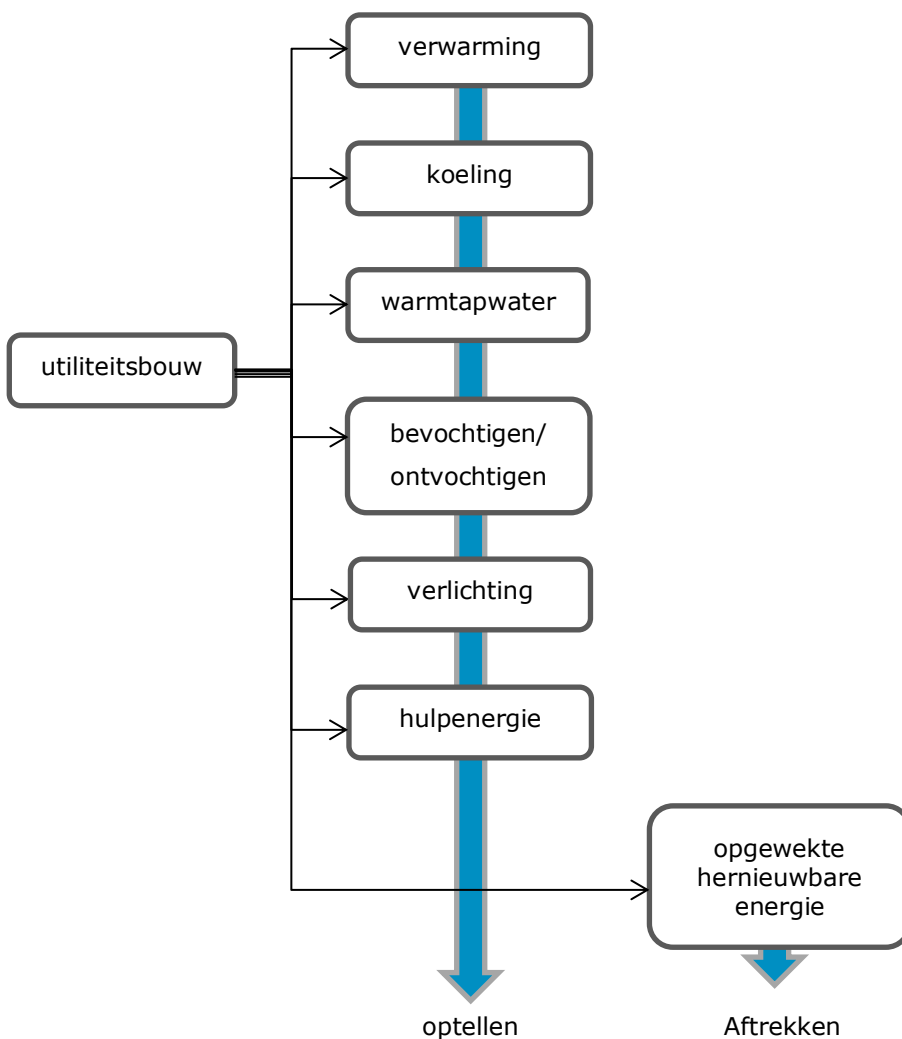 verwarming
koeling
warmtapwater
utiliteitsbouw
bevochtigen/
ontvochtigen
verlichting
hulpenergie
opgewekte
hernieuwbare
energie
optellen
Aftrekken